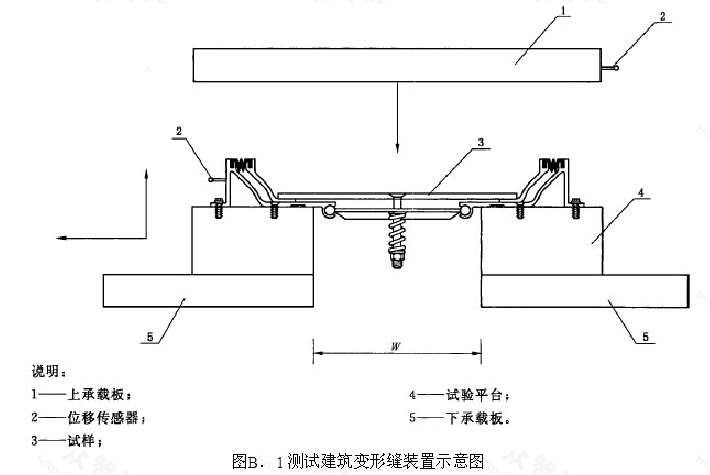 1
2
2
3
4
5
5
W
说明：
1——上承载板；
2——位移传感器；
3——试样；
4——试验平台；
5——下承载板。
图B．1测试建筑变形缝装置示意图